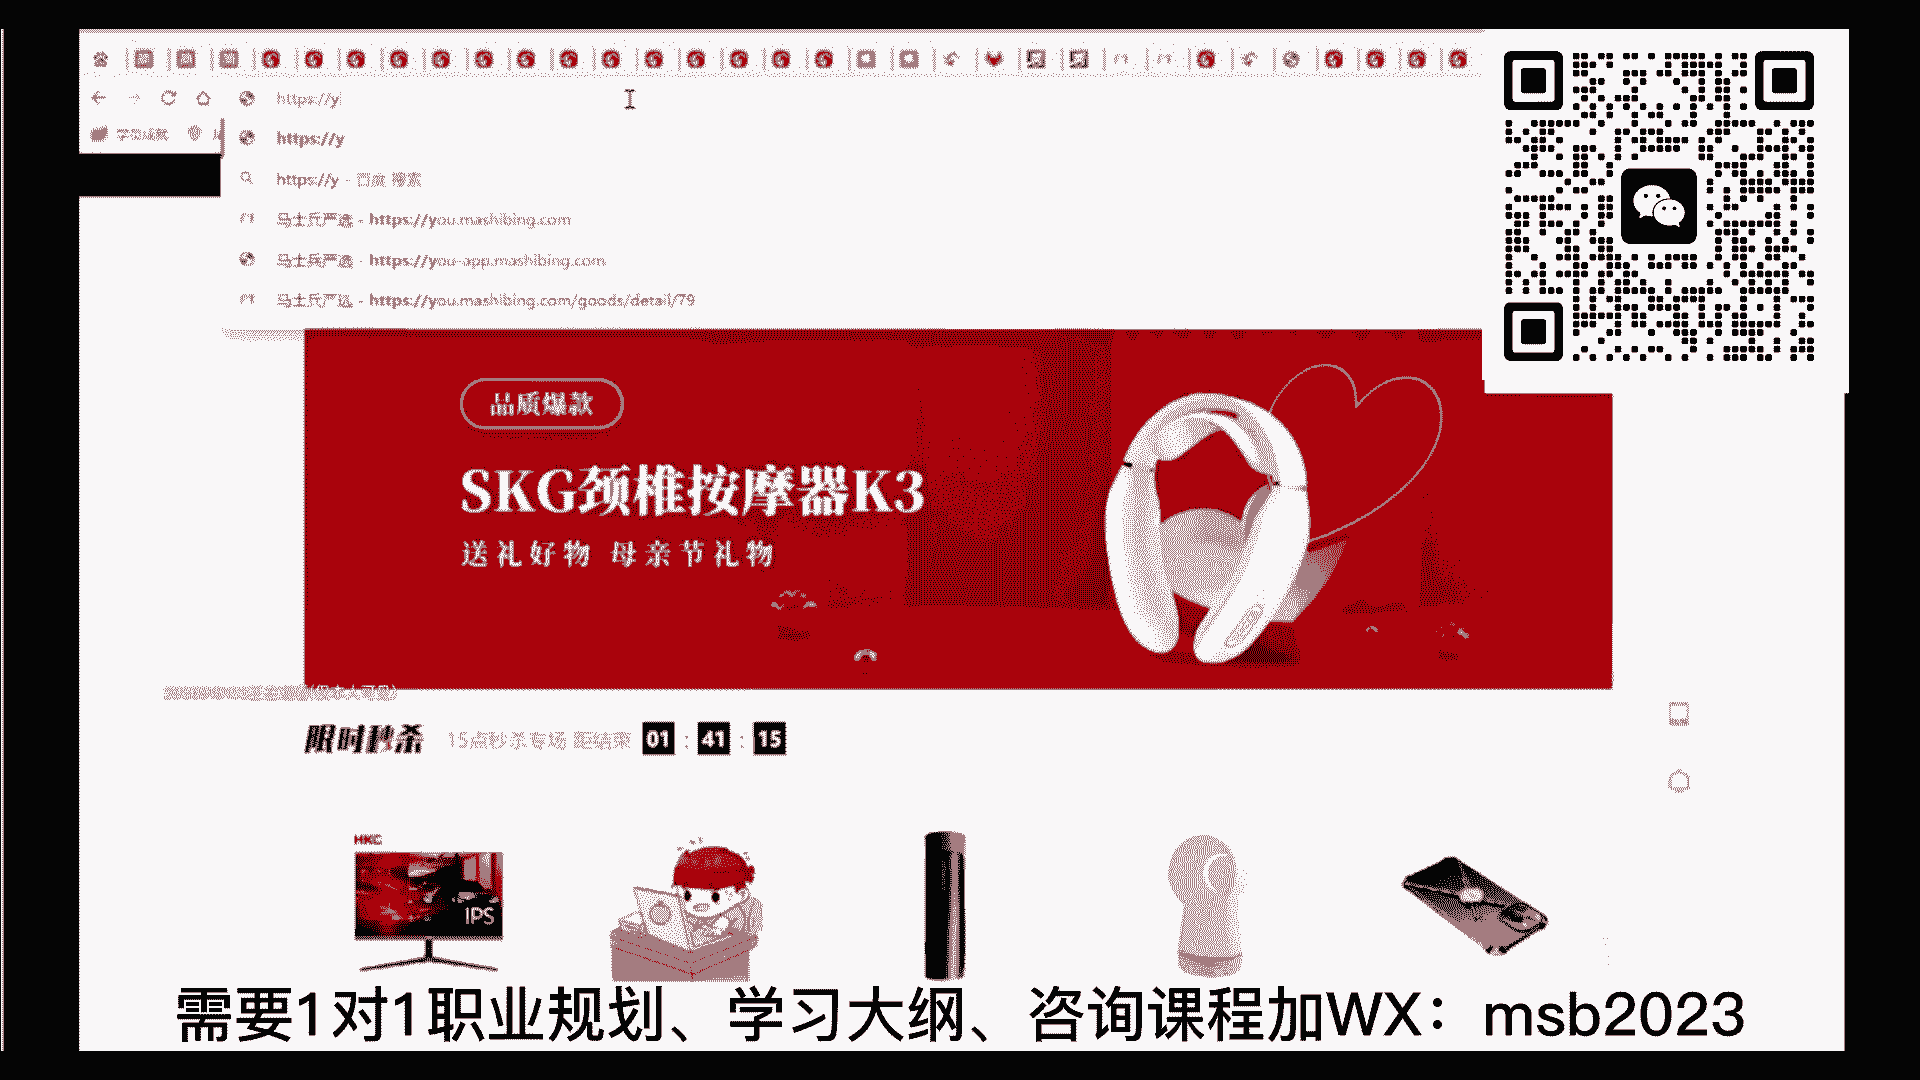 https://y
https://y
https://y - 百度 搜索
马士兵严选 - https://you.mashibing.com
马士兵严选 - https://you-app.mashibing.com
马士兵严选 - https://you.mashibing.com/goods/detail/79
品质爆款
SKG颈椎按摩器K3
送礼好物 母亲节礼物
限时秒杀 15点秒杀专场 距结束 01 : 41 : 15
HKC
IPS
需要1对1职业规划、学习大纲、咨询课程加WX：msb2023